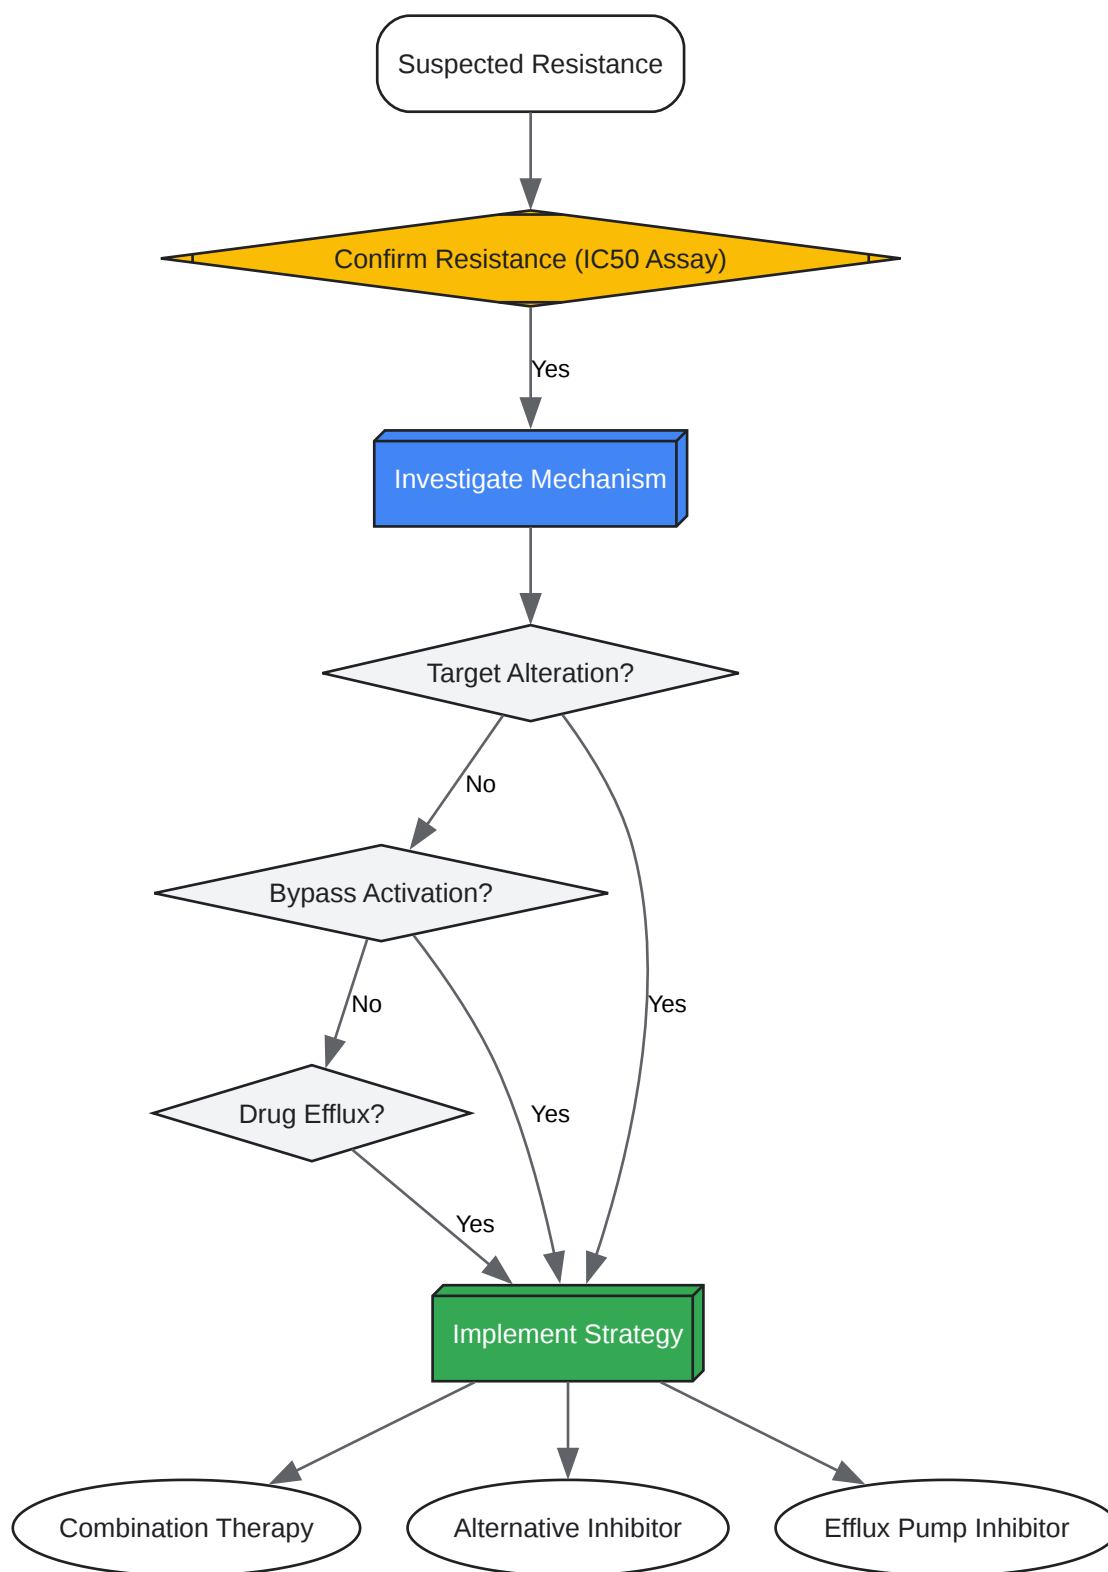 Suspected Resistance
Confirm Resistance (IC50 Assay)
Yes
Investigate Mechanism
Target Alteration?
No
Bypass Activation?
No
Yes
Drug Efflux?
Yes
Yes
Implement Strategy
Combination Therapy
Alternative Inhibitor
Efflux Pump Inhibitor